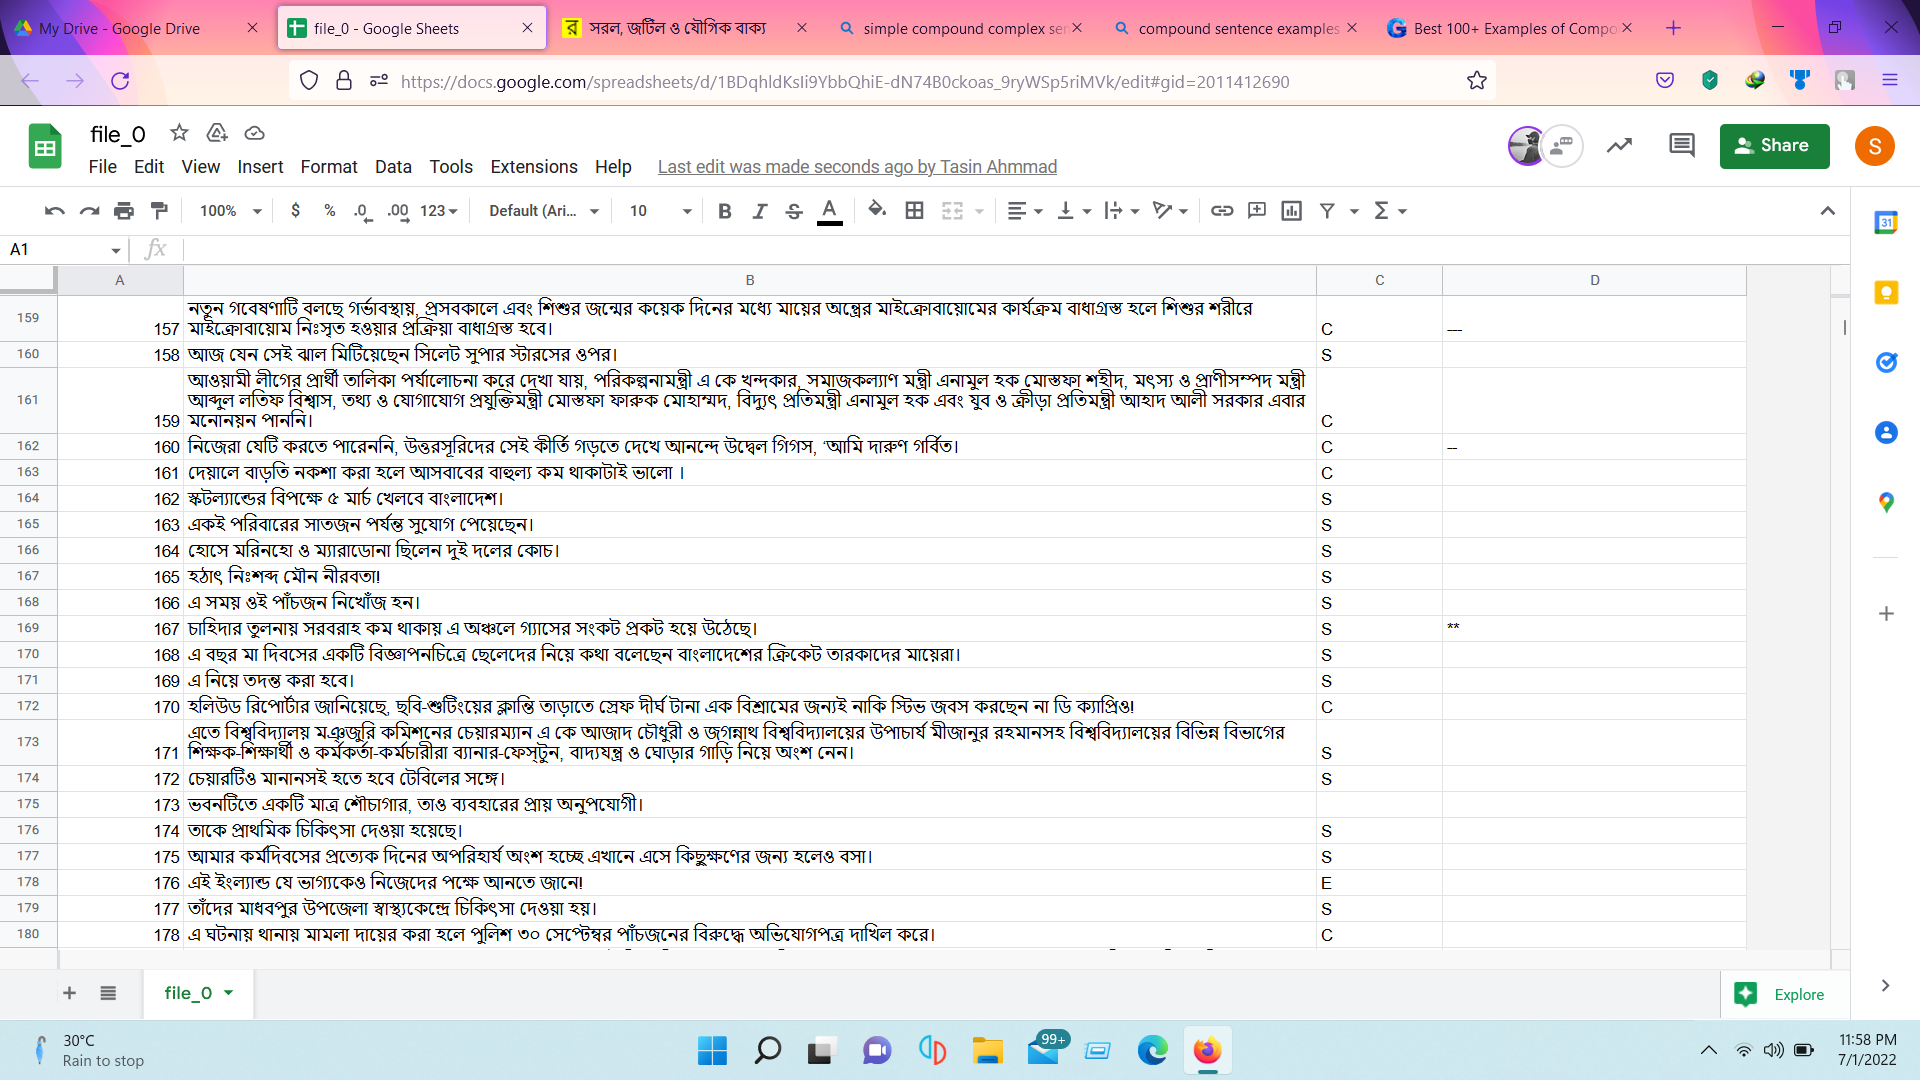 My Drive - Google Drive
file_0 - Google Sheets
সরল, জটিল ও যৌগিক বাক্য
simple compound complex sen
compound sentence examples
Best 100+ Examples of Compo
https://docs.google.com/spreadsheets/d/1BDqhldKsIi9YbbQhiE-dN74B0ckoas_9ryWSp5riMVk/edit#gid=2011412690
file_0
File Edit View Insert Format Data Tools Extensions Help Last edit was made seconds ago by Tasin Ahmmad
Share
S
100% $ % .0 .00 123 Default (Ari... 10 B I S A
31
A1 fx
A B C D
159 157 নতুন গবেষণাটি বলছে গর্ভাবস্থায়, প্রসবকালে এবং শিশুর জন্মের কয়েক দিনের মধ্যে মায়ের অন্ত্রের মাইক্রোবায়োমের কার্যক্রম বাধাগ্রস্ত হলে শিশুর শরীরে
মাইক্রোবায়োম নিঃসৃত হওয়ার প্রক্রিয়া বাধাগ্রস্ত হবে। C ---
160 158 আজ যেন সেই ঝাল মিটিয়েছেন সিলেট সুপার স্টারসের ওপর। S
161 159 আওয়ামী লীগের প্রার্থী তালিকা পর্যালোচনা করে দেখা যায়, পরিকল্পনামন্ত্রী এ কে খন্দকার, সমাজকল্যাণ মন্ত্রী এনামুল হক মোস্তফা শহীদ, মৎস্য ও প্রাণীসম্পদ মন্ত্রী
আব্দুল লতিফ বিশ্বাস, তথ্য ও যোগাযোগ প্রযুক্তিমন্ত্রী মোস্তফা ফারুক মোহাম্মদ, বিদ্যুৎ প্রতিমন্ত্রী এনামুল হক এবং যুব ও ক্রীড়া প্রতিমন্ত্রী আহাদ আলী সরকার এবার
মনোনয়ন পাননি। C
162 160 নিজেরা যেটি করতে পারেননি, উত্তরসূরিদের সেই কীর্তি গড়তে দেখে আনন্দে উদ্বেল গিগস, ‘আমি দারুণ গর্বিত। C --
163 161 দেয়ালে বাড়তি নকশা করা হলে আসবাবের বাহুল্য কম থাকাটাই ভালো । C
164 162 স্কটল্যান্ডের বিপক্ষে ৫ মার্চ খেলবে বাংলাদেশ। S
165 163 একই পরিবারের সাতজন পর্যন্ত সুযোগ পেয়েছেন। S
166 164 হোসে মরিনহো ও ম্যারাডোনা ছিলেন দুই দলের কোচ। S
167 165 হঠাৎ নিঃশব্দ মৌন নীরবতা! S
168 166 এ সময় ওই পাঁচজন নিখোঁজ হন। S
169 167 চাহিদার তুলনায় সরবরাহ কম থাকায় এ অঞ্চলে গ্যাসের সংকট প্রকট হয়ে উঠেছে। S **
170 168 এ বছর মা দিবসের একটি বিজ্ঞাপনচিত্রে ছেলেদের নিয়ে কথা বলেছেন বাংলাদেশের ক্রিকেট তারকাদের মায়েরা। S
171 169 এ নিয়ে তদন্ত করা হবে। S
172 170 হলিউড রিপোর্টার জানিয়েছে, ছবি-শুটিংয়ের ক্লান্তি তাড়াতে স্রেফ দীর্ঘ টানা এক বিশ্রামের জন্যই নাকি স্টিভ জবস করছেন না ডি ক্যাপ্রিও! C
173 171 এতে বিশ্ববিদ্যালয় মঞ্জুরি কমিশনের চেয়ারম্যান এ কে আজাদ চৌধুরী ও জগন্নাথ বিশ্ববিদ্যালয়ের উপাচার্য মীজানুর রহমানসহ বিশ্ববিদ্যালয়ের বিভিন্ন বিভাগের
শিক্ষক-শিক্ষার্থী ও কর্মকর্তা-কর্মচারীরা ব্যানার-ফেস্টুন, বাদ্যযন্ত্র ও ঘোড়ার গাড়ি নিয়ে অংশ নেন। S
174 172 চেয়ারটিও মানানসই হতে হবে টেবিলের সঙ্গে। S
175 173 ভবনটিতে একটি মাত্র শৌচাগার, তাও ব্যবহারের প্রায় অনুপযোগী।
176 174 তাকে প্রাথমিক চিকিৎসা দেওয়া হয়েছে। S
177 175 আমার কর্মদিবসের প্রত্যেক দিনের অপরিহার্য অংশ হচ্ছে এখানে এসে কিছুক্ষণের জন্য হলেও বসা। S
178 176 এই ইংল্যান্ড যে ভাগ্যকেও নিজেদের পক্ষে আনতে জানে! E
179 177 তাঁদের মাধবপুর উপজেলা স্বাস্থ্যকেন্দ্রে চিকিৎসা দেওয়া হয়। S
180 178 এ ঘটনায় থানায় মামলা দায়ের করা হলে পুলিশ ৩০ সেপ্টেম্বর পাঁচজনের বিরুদ্ধে অভিযোগপত্র দাখিল করে। C
file_0
Explore
30°C
Rain to stop
99+
11:58 PM
7/1/2022